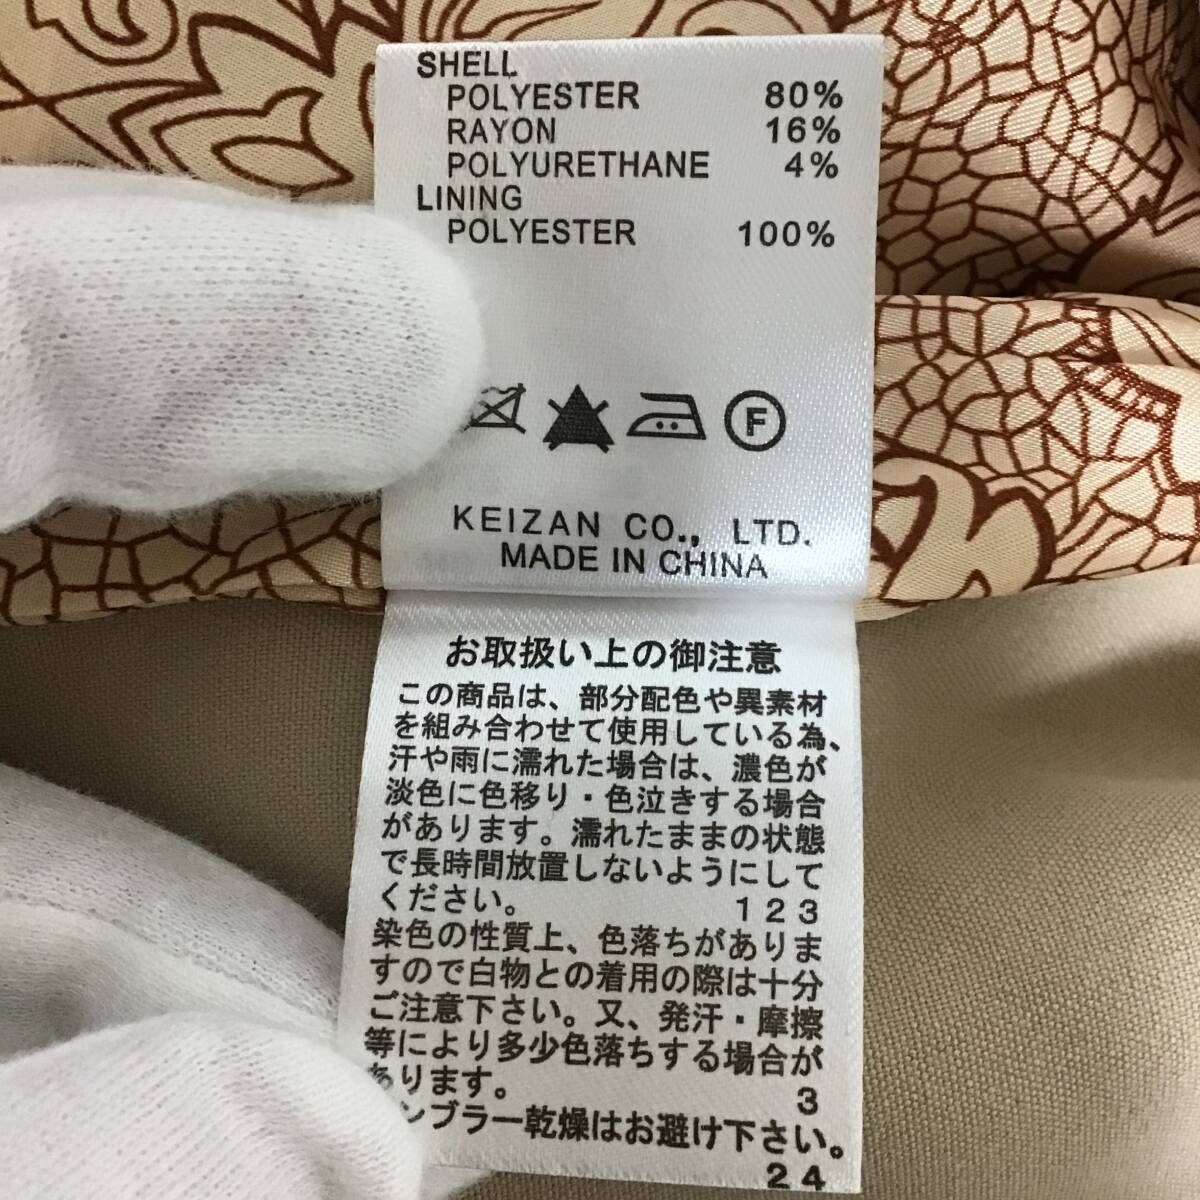 SHELL
POLYESTER 80%
RAYON 16%
POLYURETHANE 4%
LINING
POLYESTER 100%
F
KEIZAN CO., LTD.
MADE IN CHINA
お取扱い上の御注意
この商品は、部分配色や異素材
を組み合わせて使用している為、
汗や雨に濡れた場合は、濃色が
淡色に色移り・色泣きする場合
があります。濡れたままの状態
で長時間放置しないようにして
ください。 123
染色の性質上、色落ちがありま
すので白物との着用の際は十分
ご注意下さい。又、発汗・摩擦
等により多少色落ちする場合が
あります。 3
ンブラー乾燥はお避け下さい。
24